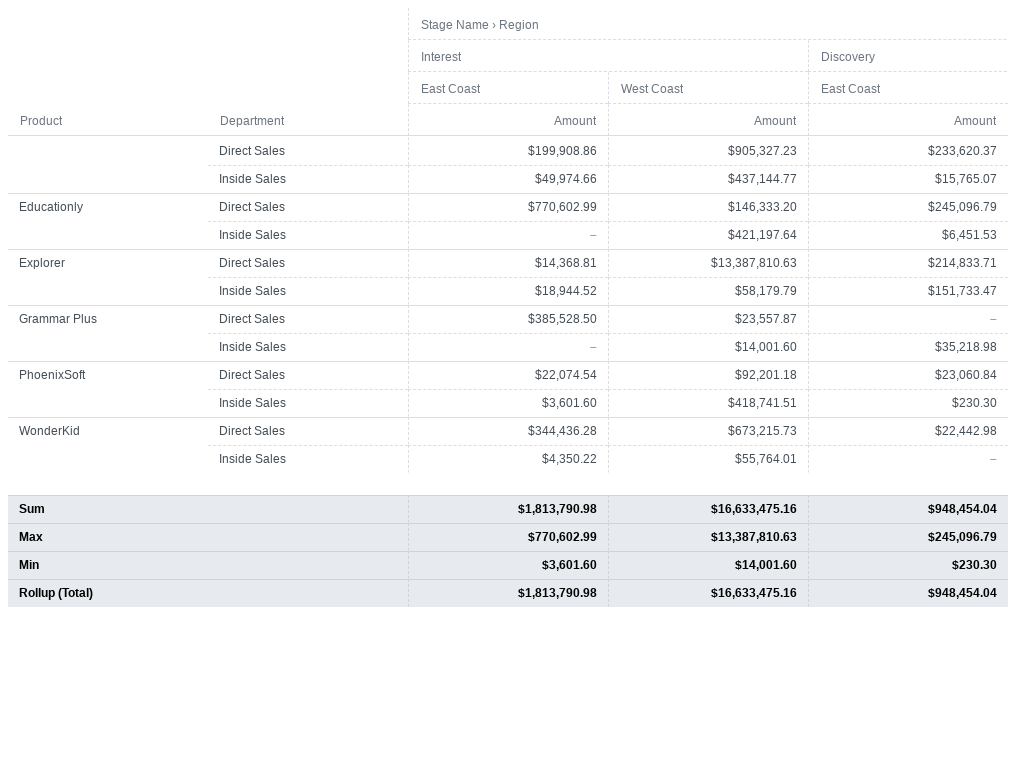 Stage Name › Region
Interest Discovery
East Coast West Coast East Coast
Product Department Amount Amount Amount
Direct Sales $199,908.86 $905,327.23 $233,620.37
Inside Sales $49,974.66 $437,144.77 $15,765.07
Educationly Direct Sales $770,602.99 $146,333.20 $245,096.79
Inside Sales – $421,197.64 $6,451.53
Explorer Direct Sales $14,368.81 $13,387,810.63 $214,833.71
Inside Sales $18,944.52 $58,179.79 $151,733.47
Grammar Plus Direct Sales $385,528.50 $23,557.87 –
Inside Sales – $14,001.60 $35,218.98
PhoenixSoft Direct Sales $22,074.54 $92,201.18 $23,060.84
Inside Sales $3,601.60 $418,741.51 $230.30
WonderKid Direct Sales $344,436.28 $673,215.73 $22,442.98
Inside Sales $4,350.22 $55,764.01 –
Sum $1,813,790.98 $16,633,475.16 $948,454.04
Max $770,602.99 $13,387,810.63 $245,096.79
Min $3,601.60 $14,001.60 $230.30
Rollup (Total) $1,813,790.98 $16,633,475.16 $948,454.04